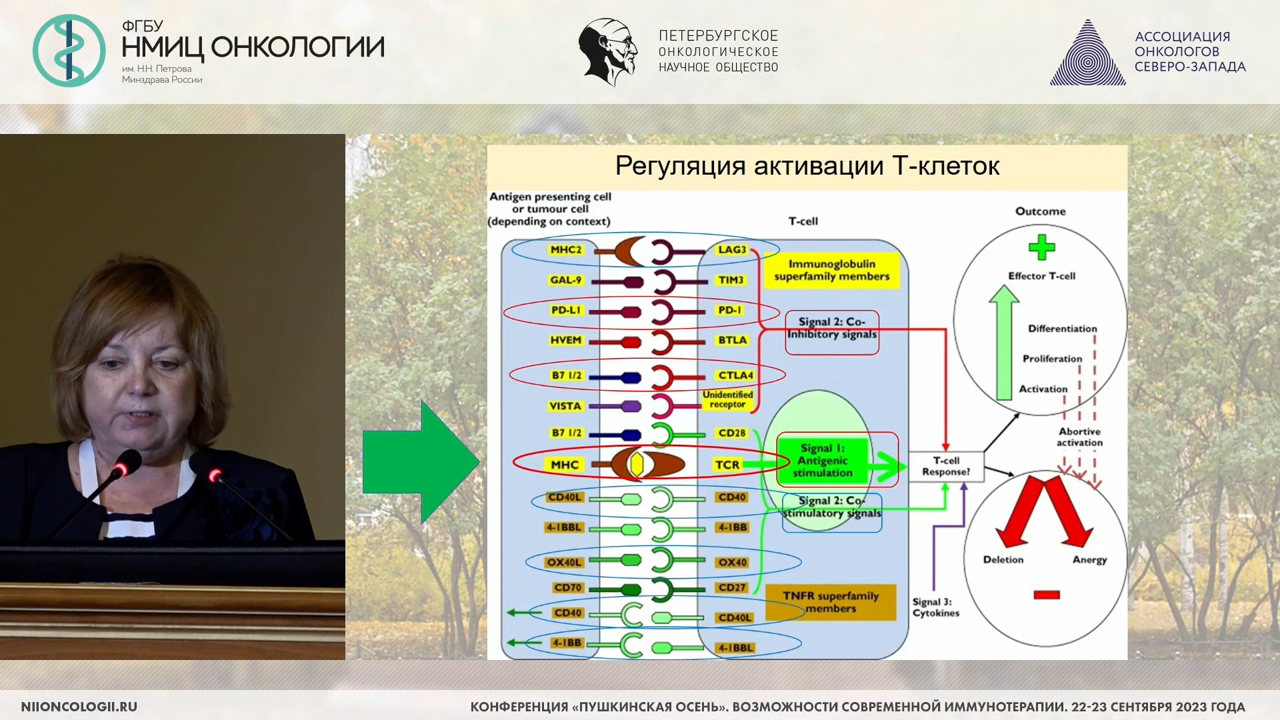 ФГБУ
НМИЦ ОНКОЛОГИИ
им. Н.Н. Петрова
Минздрава России
ПЕТЕРБУРГСКОЕ
ОНКОЛОГИЧЕСКОЕ
НАУЧНОЕ ОБЩЕСТВО
АССОЦИАЦИЯ
ОНКОЛОГОВ
СЕВЕРО-ЗАПАДА
Регуляция активации Т-клеток
Antigen presenting cell
or tumour cell
(depending on context)
T-cell
Outcome
MHC2
LAG3
GAL-9
TIM3
PD-L1
PD-1
HVEM
BTLA
B7 1/2
CTLA4
VISTA
Unidentified
receptor
B7 1/2
CD28
MHC
TCR
CD40L
CD40
4-1BBL
4-1BB
OX40L
OX40
CD70
CD27
CD40
CD40L
4-1BB
4-1BBL
Immunoglobulin
superfamily members
Signal 2: Co-
Inhibitory signals
Signal 1:
Antigenic
stimulation
Signal 2: Co-
stimulatory signals
TNFR superfamily
members
T-cell
Response?
Signal 3:
Cytokines
Effector T-cell
Differentiation
Proliferation
Activation
Abortive
activation
Deletion
Anergy
NIIONCOLOGII.RU
КОНФЕРЕНЦИЯ «ПУШКИНСКАЯ ОСЕНЬ». ВОЗМОЖНОСТИ СОВРЕМЕННОЙ ИММУНОТЕРАПИИ. 22-23 СЕНТЯБРЯ 2023 ГОДА